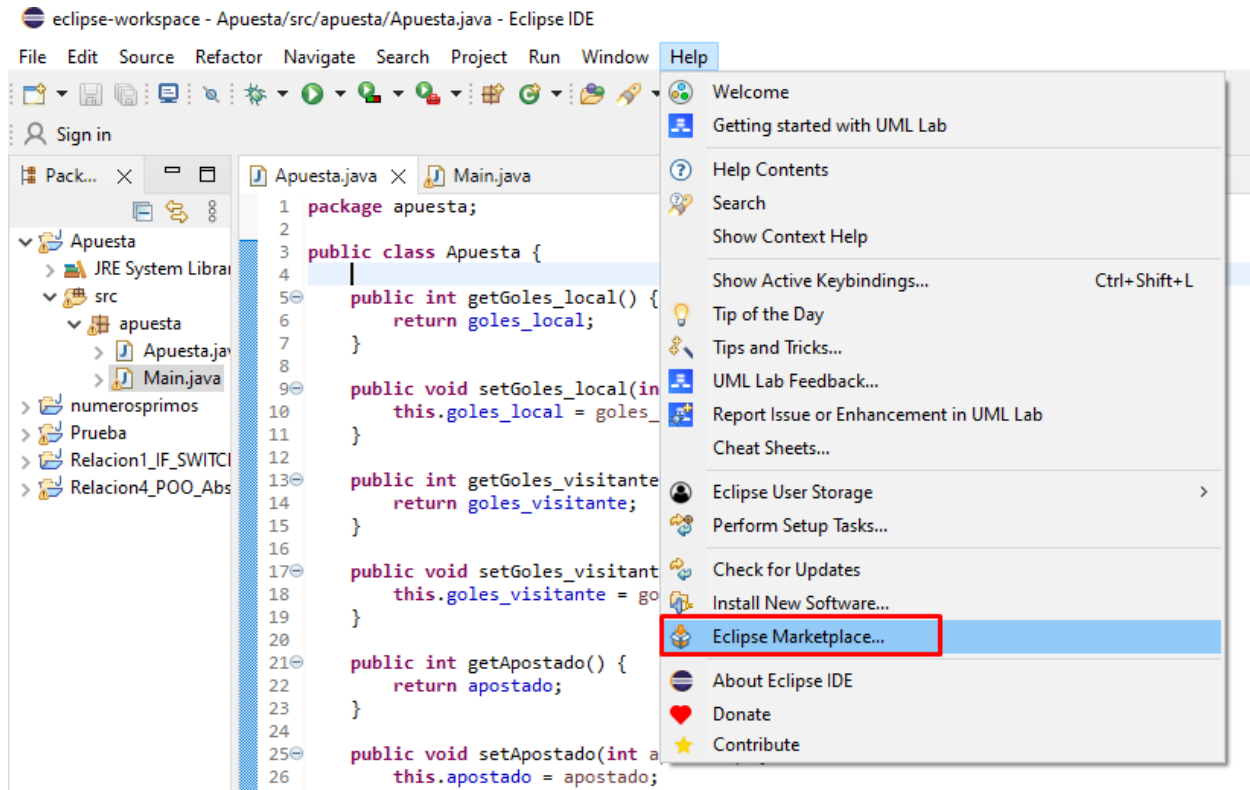 eclipse-workspace - Apuesta/src/apuesta/Apuesta.java - Eclipse IDE
File Edit Source Refactor Navigate Search Project Run Window Help
Sign in
Pack...
Apuesta
JRE System Librar
src
apuesta
Apuesta.jav
Main.java
numerosprimos
Prueba
Relacion1_IF_SWITCH
Relacion4_POO_Abs
Apuesta.java
Main.java
1 package apuesta;
2
3 public class Apuesta {
4
5 public int getGoles_local() {
6 return goles_local;
7 }
8
9 public void setGoles_local(in
10 this.goles_local = goles_
11 }
12
13 public int getGoles_visitante
14 return goles_visitante;
15 }
16
17 public void setGoles_visitant
18 this.goles_visitante = go
19 }
20
21 public int getApostado() {
22 return apostado;
23 }
24
25 public void setApostado(int a
26 this.apostado = apostado;
Welcome
Getting started with UML Lab
Help Contents
Search
Show Context Help
Show Active Keybindings... Ctrl+Shift+L
Tip of the Day
Tips and Tricks...
UML Lab Feedback...
Report Issue or Enhancement in UML Lab
Cheat Sheets...
Eclipse User Storage
Perform Setup Tasks...
Check for Updates
Install New Software...
Eclipse Marketplace...
About Eclipse IDE
Donate
Contribute